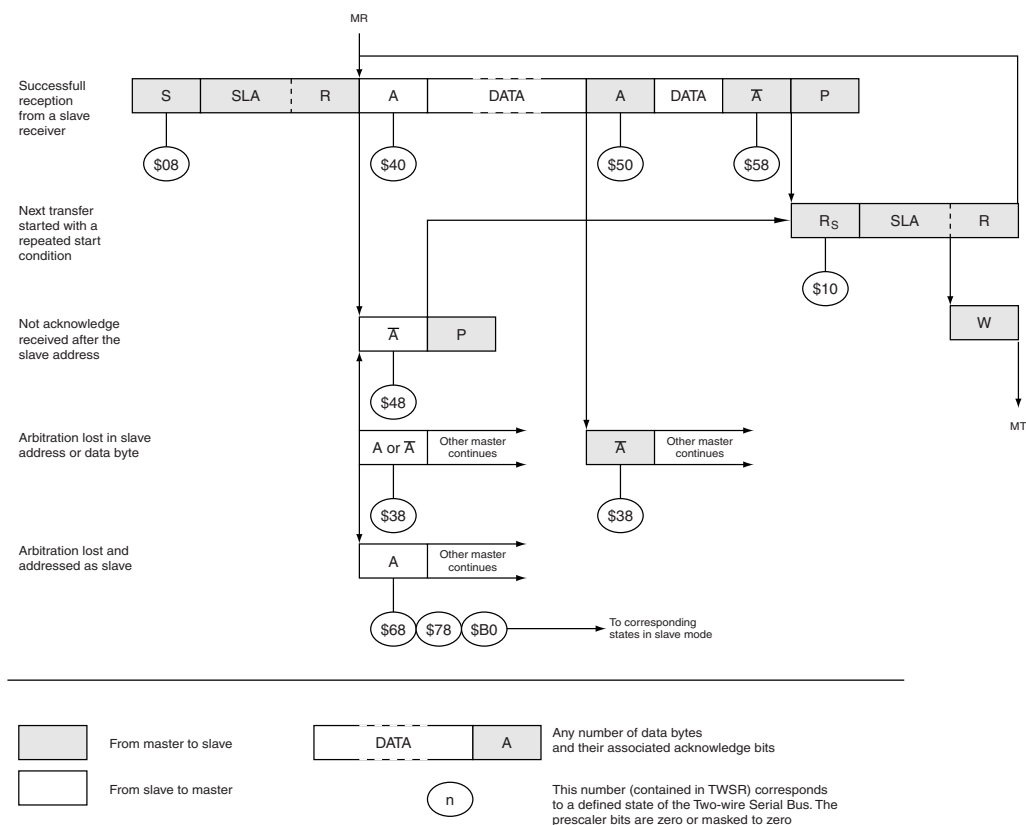 MR
Successfull
reception
from a slave
receiver
S SLA R A DATA A DATA A̅ P
$08 $40 $50 $58
Next transfer
started with a
repeated start
condition
RS SLA R
$10
Not acknowledge
received after the
slave address
A̅ P
W
$48
MT
Arbitration lost in slave
address or data byte
A or A̅
Other master
continues
A̅
Other master
continues
$38 $38
Arbitration lost and
addressed as slave
A
Other master
continues
$68 $78 $B0
To corresponding
states in slave mode
From master to slave
DATA A
Any number of data bytes
and their associated acknowledge bits
From slave to master
n
This number (contained in TWSR) corresponds
to a defined state of the Two-wire Serial Bus. The
prescaler bits are zero or masked to zero